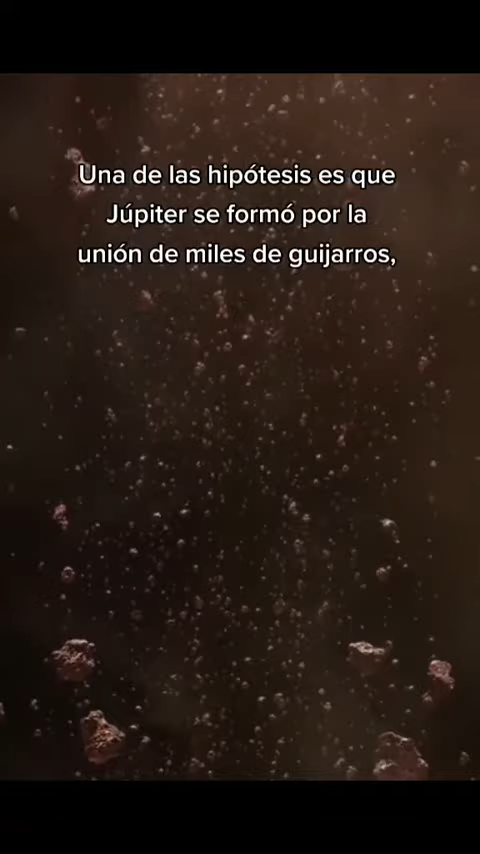 Una de las hipótesis es que
Júpiter se formó por la
unión de miles de guijarros,